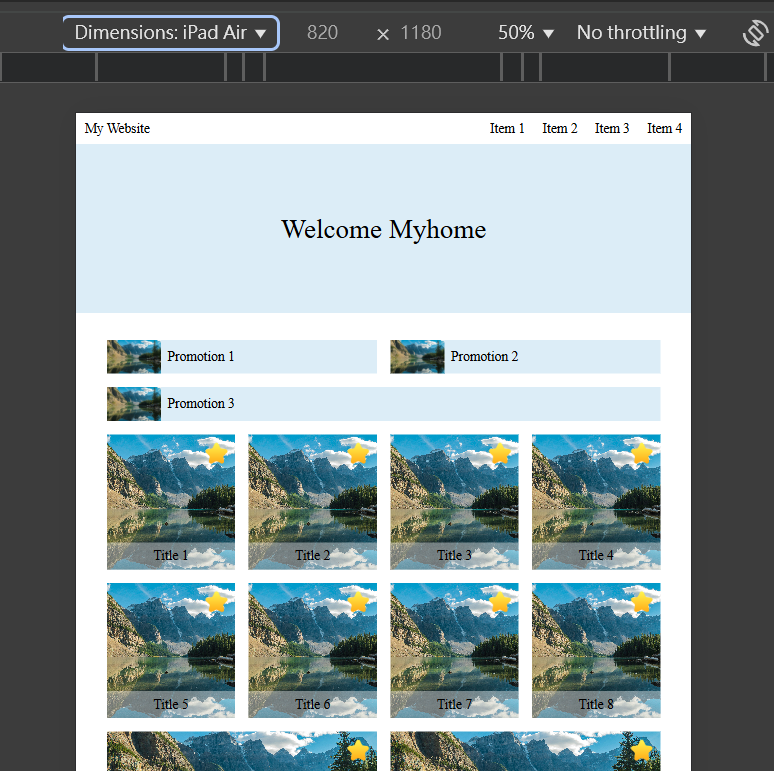 Dimensions: iPad Air ▼ 820 × 1180 50% ▼ No throttling ▼
My Website Item 1 Item 2 Item 3 Item 4
Welcome Myhome
Promotion 1 Promotion 2
Promotion 3
Title 1 Title 2 Title 3 Title 4
Title 5 Title 6 Title 7 Title 8